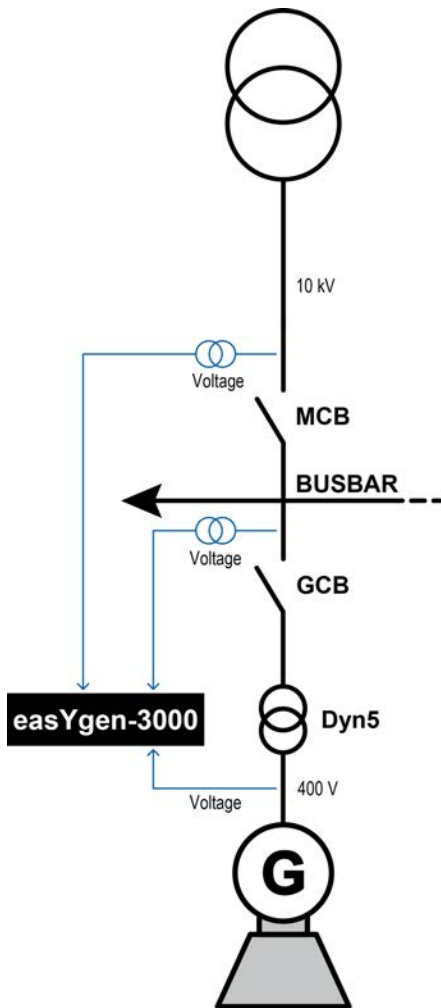 10 kV
Voltage
MCB
BUSBAR
Voltage
GCB
easYgen-3000
Dyn5
Voltage
400 V
G